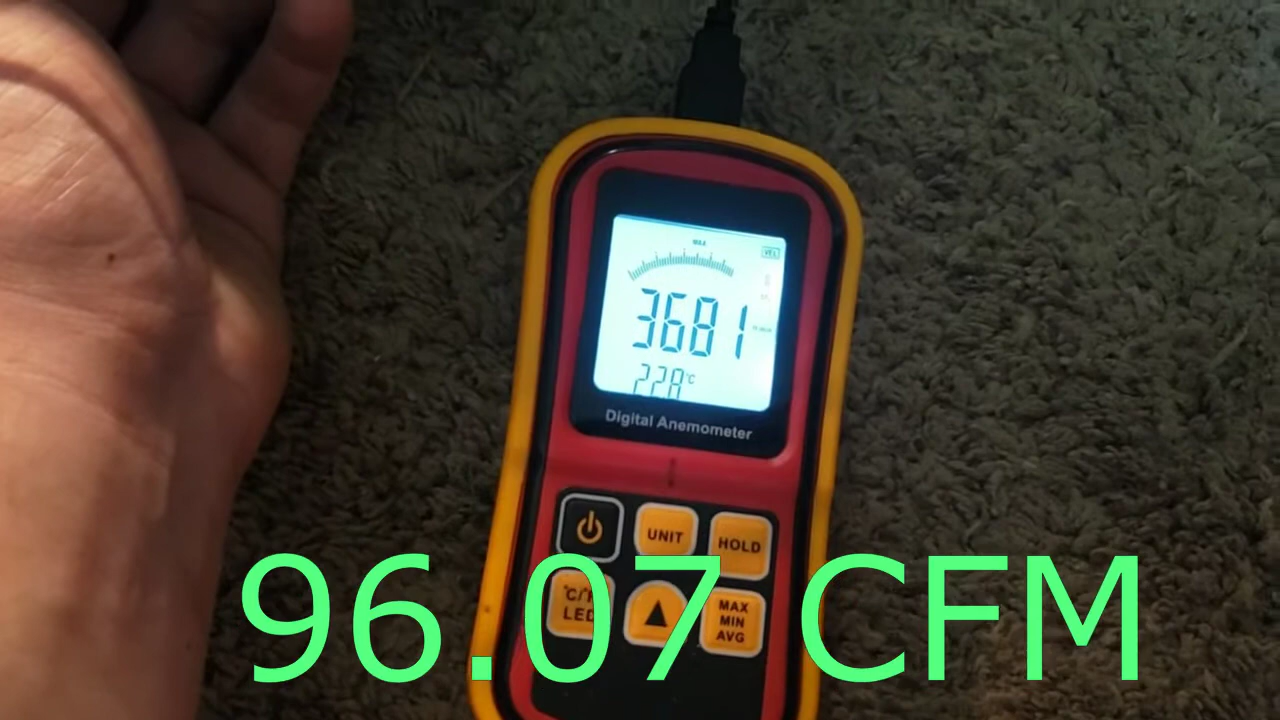 MAX
VEL
3681
22.8°C
Digital Anemometer
UNIT
HOLD
LED
MAX
MIN
AVG
96.07 CFM